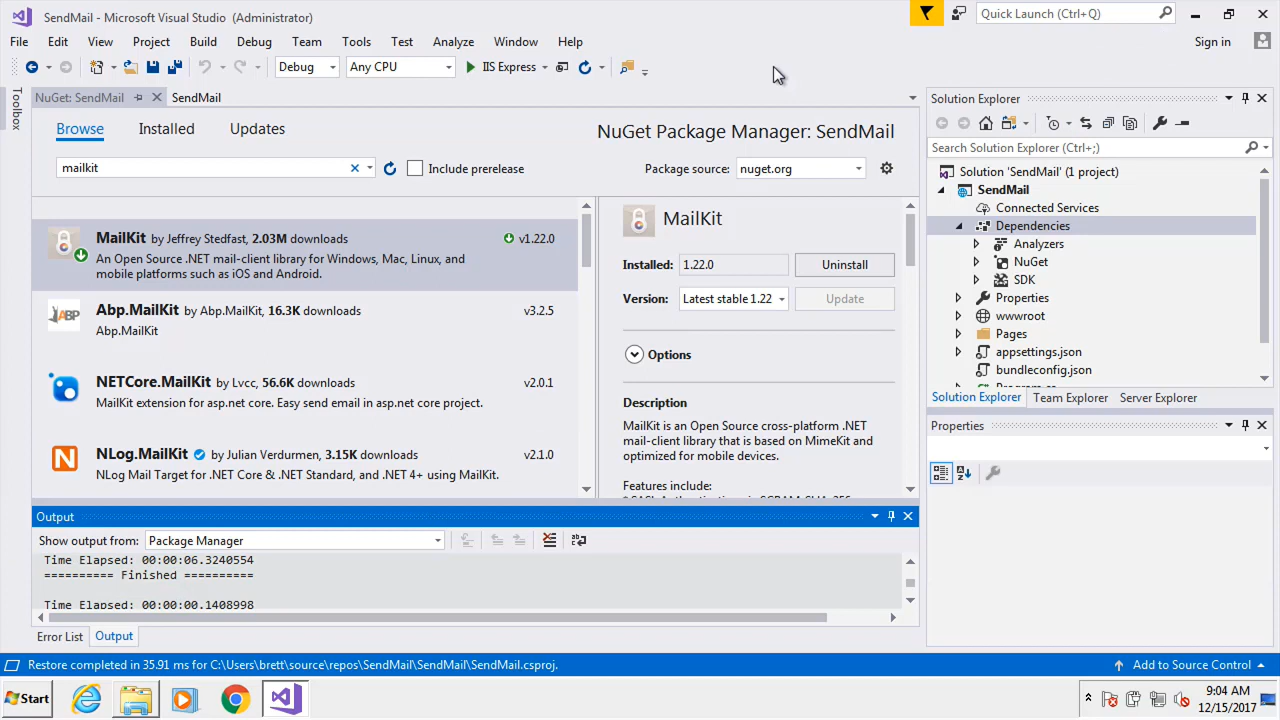 SendMail - Microsoft Visual Studio (Administrator)
Quick Launch (Ctrl+Q)
File Edit View Project Build Debug Team Tools Test Analyze Window Help
Sign in
Debug Any CPU IIS Express
Toolbox
NuGet: SendMail SendMail
Browse Installed Updates
NuGet Package Manager: SendMail
mailkit
Include prerelease
Package source: nuget.org
MailKit by Jeffrey Stedfast, 2.03M downloads v1.22.0
An Open Source .NET mail-client library for Windows, Mac, Linux, and
mobile platforms such as iOS and Android.
ABP
Abp.MailKit by Abp.MailKit, 16.3K downloads v3.2.5
Abp.MailKit
NETCore.MailKit by Lvcc, 56.6K downloads v2.0.1
MailKit extension for asp.net core. Easy send email in asp.net core project.
N
NLog.MailKit by Julian Verdurmen, 3.15K downloads v2.1.0
NLog Mail Target for .NET Core & .NET Standard, and .NET 4+ using MailKit.
MailKit
Installed: 1.22.0 Uninstall
Version: Latest stable 1.22 Update
Options
Description
MailKit is an Open Source cross-platform .NET
mail-client library that is based on MimeKit and
optimized for mobile devices.
Features include:
Solution Explorer
Search Solution Explorer (Ctrl+;)
Solution 'SendMail' (1 project)
SendMail
Connected Services
Dependencies
Analyzers
NuGet
SDK
Properties
wwwroot
Pages
appsettings.json
bundleconfig.json
Solution Explorer Team Explorer Server Explorer
Properties
Output
Show output from: Package Manager
Time Elapsed: 00:00:06.3240554
========== Finished ==========
Time Elapsed: 00:00:00.1408998
Error List Output
Restore completed in 35.91 ms for C:\Users\brett\source\repos\SendMail\SendMail\SendMail.csproj.
Add to Source Control
Start
9:04 AM
12/15/2017